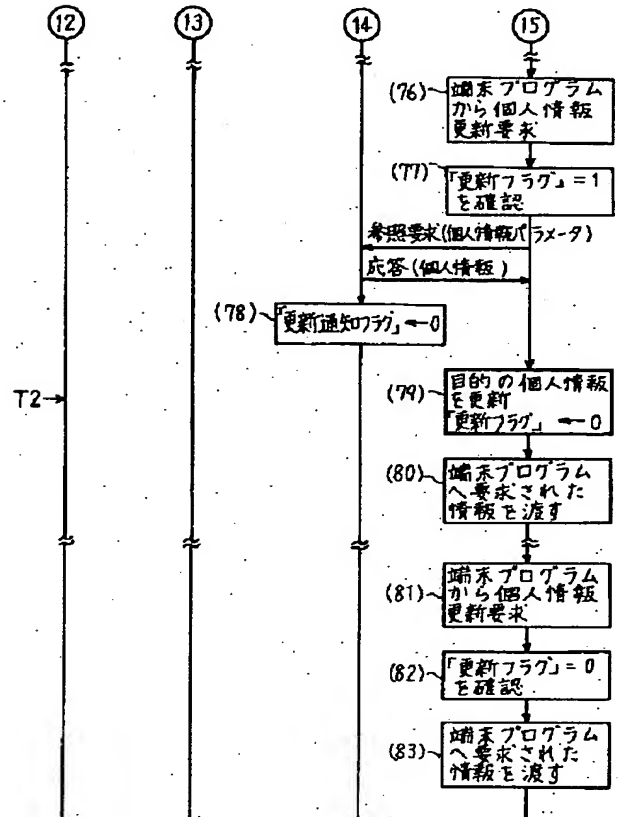 12 13 14 15
(76)
端末プログラム
から個人情報
更新要求
(77)
「更新フラグ」=1
を確認
参照要求(個人情報パラメータ)
応答(個人情報)
(78)
「更新通知フラグ」←0
T2→
(79)
目的の個人情報
を更新
「更新フラグ」←0
(80)
端末プログラム
へ要求された
情報を渡す
(81)
端末プログラム
から個人情報
更新要求
(82)
「更新フラグ」=0
を確認
(83)
端末プログラム
へ要求された
情報を渡す